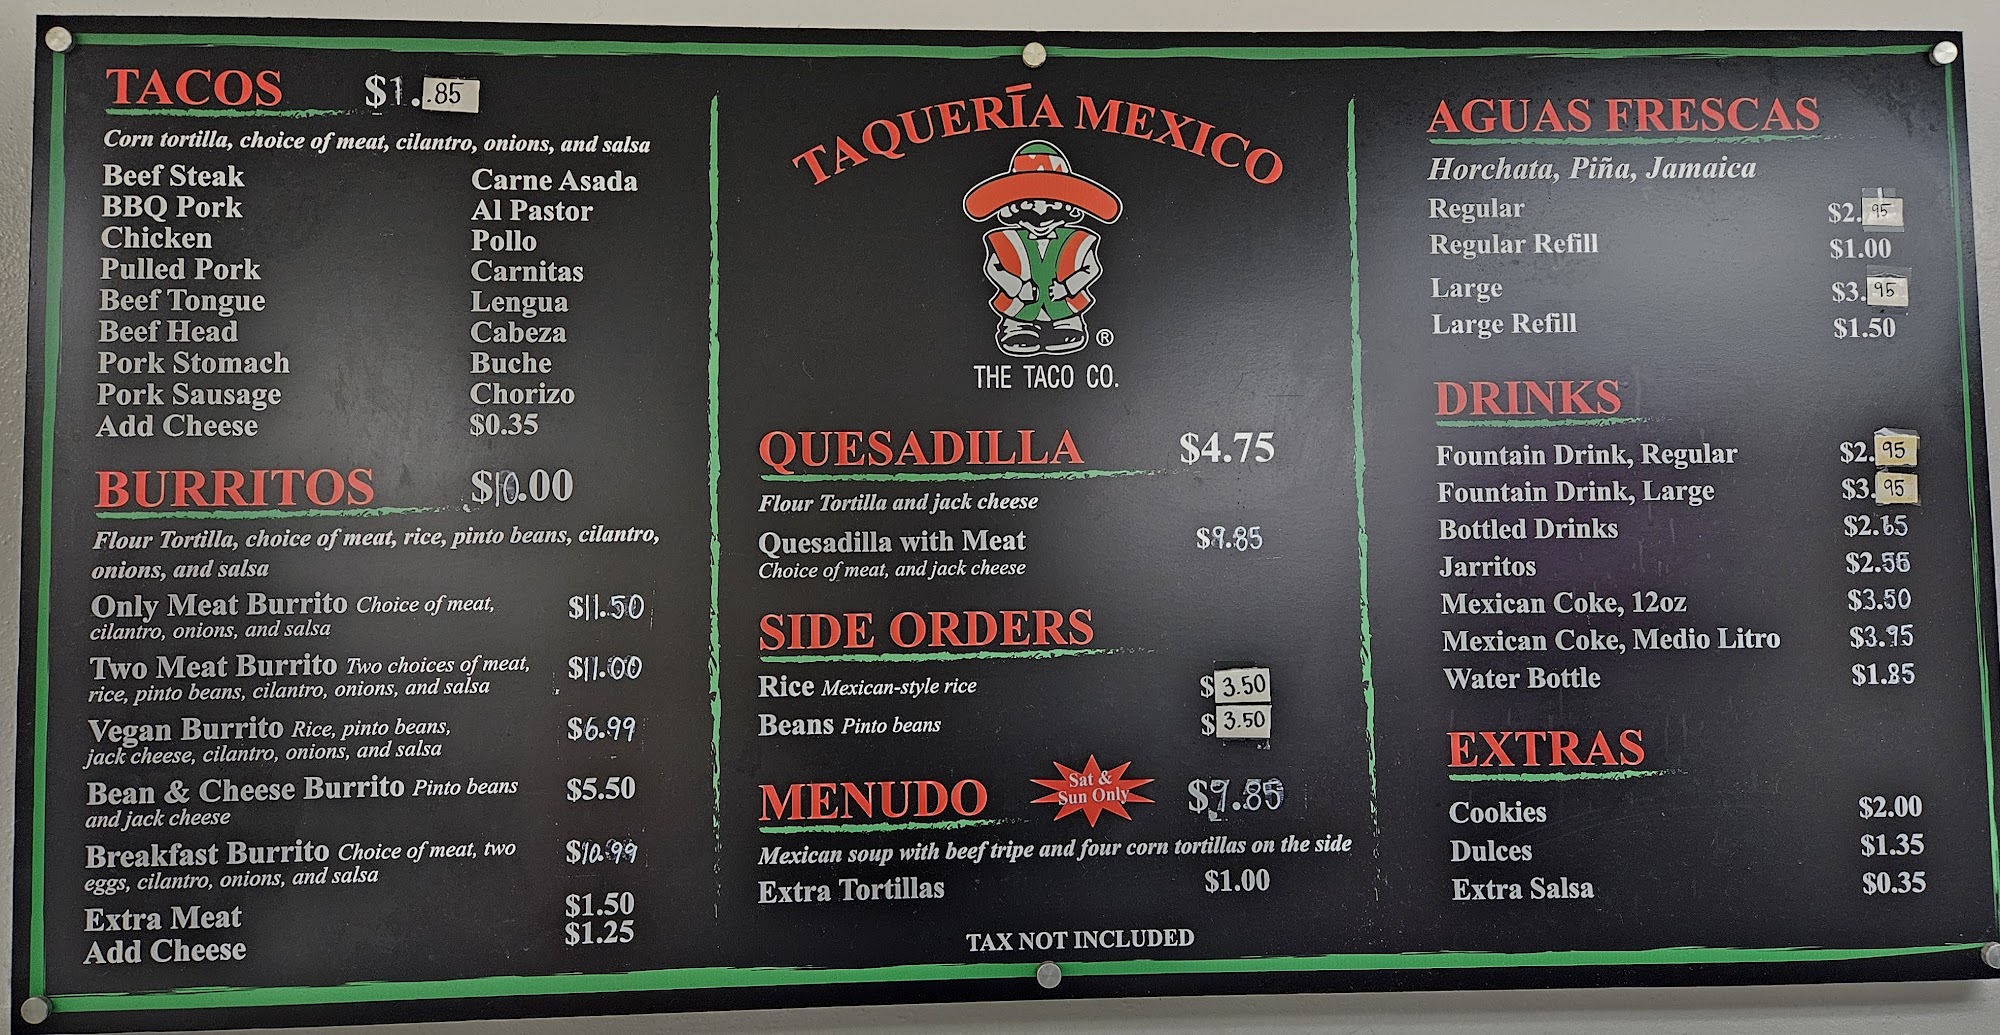 TACOS $1.85
Corn tortilla, choice of meat, cilantro, onions, and salsa
Beef Steak Carne Asada
BBQ Pork Al Pastor
Chicken Pollo
Pulled Pork Carnitas
Beef Tongue Lengua
Beef Head Cabeza
Pork Stomach Buche
Pork Sausage Chorizo
Add Cheese $0.35
BURRITOS $10.00
Flour Tortilla, choice of meat, rice, pinto beans, cilantro,
onions, and salsa
Only Meat Burrito Choice of meat, $11.50
cilantro, onions, and salsa
Two Meat Burrito Two choices of meat, $11.00
rice, pinto beans, cilantro, onions, and salsa
Vegan Burrito Rice, pinto beans, $6.99
jack cheese, cilantro, onions, and salsa
Bean & Cheese Burrito Pinto beans $5.50
and jack cheese
Breakfast Burrito Choice of meat, two $10.99
eggs, cilantro, onions, and salsa
Extra Meat $1.50
Add Cheese $1.25
TAQUERÍA MEXICO
®
THE TACO CO.
QUESADILLA $4.75
Flour Tortilla and jack cheese
Quesadilla with Meat $9.85
Choice of meat, and jack cheese
SIDE ORDERS
Rice Mexican-style rice $3.50
Beans Pinto beans $3.50
MENUDO Sat & Sun Only $9.85
Mexican soup with beef tripe and four corn tortillas on the side
Extra Tortillas $1.00
TAX NOT INCLUDED
AGUAS FRESCAS
Horchata, Piña, Jamaica
Regular $2.95
Regular Refill $1.00
Large $3.95
Large Refill $1.50
DRINKS
Fountain Drink, Regular $2.95
Fountain Drink, Large $3.95
Bottled Drinks $2.65
Jarritos
Mexican Coke, 12oz $3.50
Mexican Coke, Medio Litro $3.95
Water Bottle $1.85
EXTRAS
Cookies $2.00
Dulces $1.35
Extra Salsa $0.35